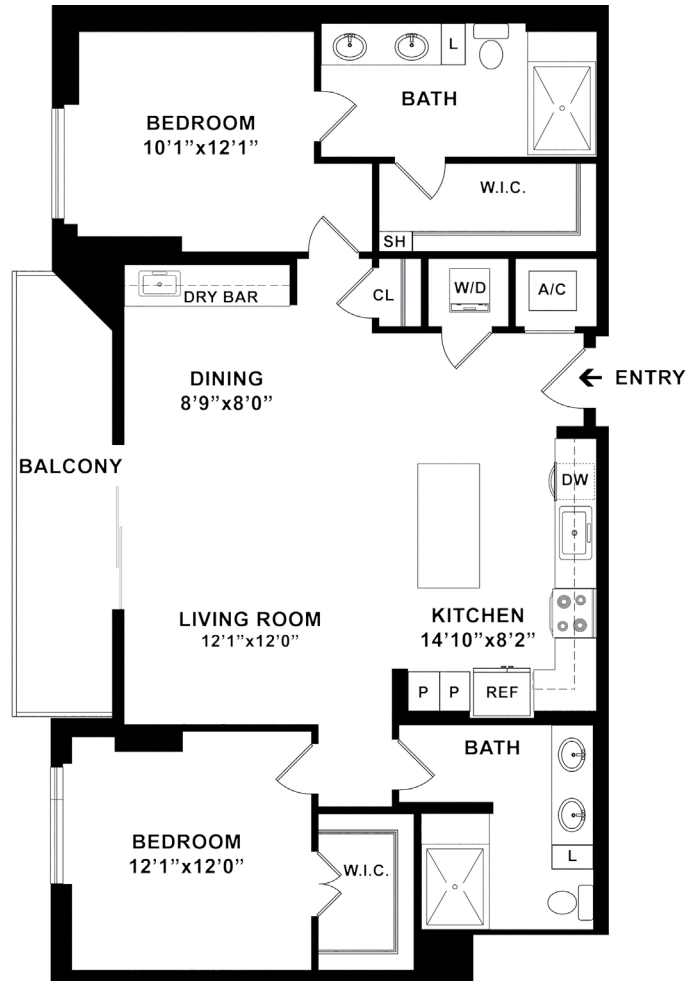 L
BATH
BEDROOM
10'1"x12'1"
W.I.C.
SH
CL
W/D
A/C
DRY BAR
ENTRY
DINING
8'9"x8'0"
BALCONY
DW
LIVING ROOM
12'1"x12'0"
KITCHEN
14'10"x8'2"
P
P
REF
BATH
BEDROOM
12'1"x12'0"
W.I.C.
L